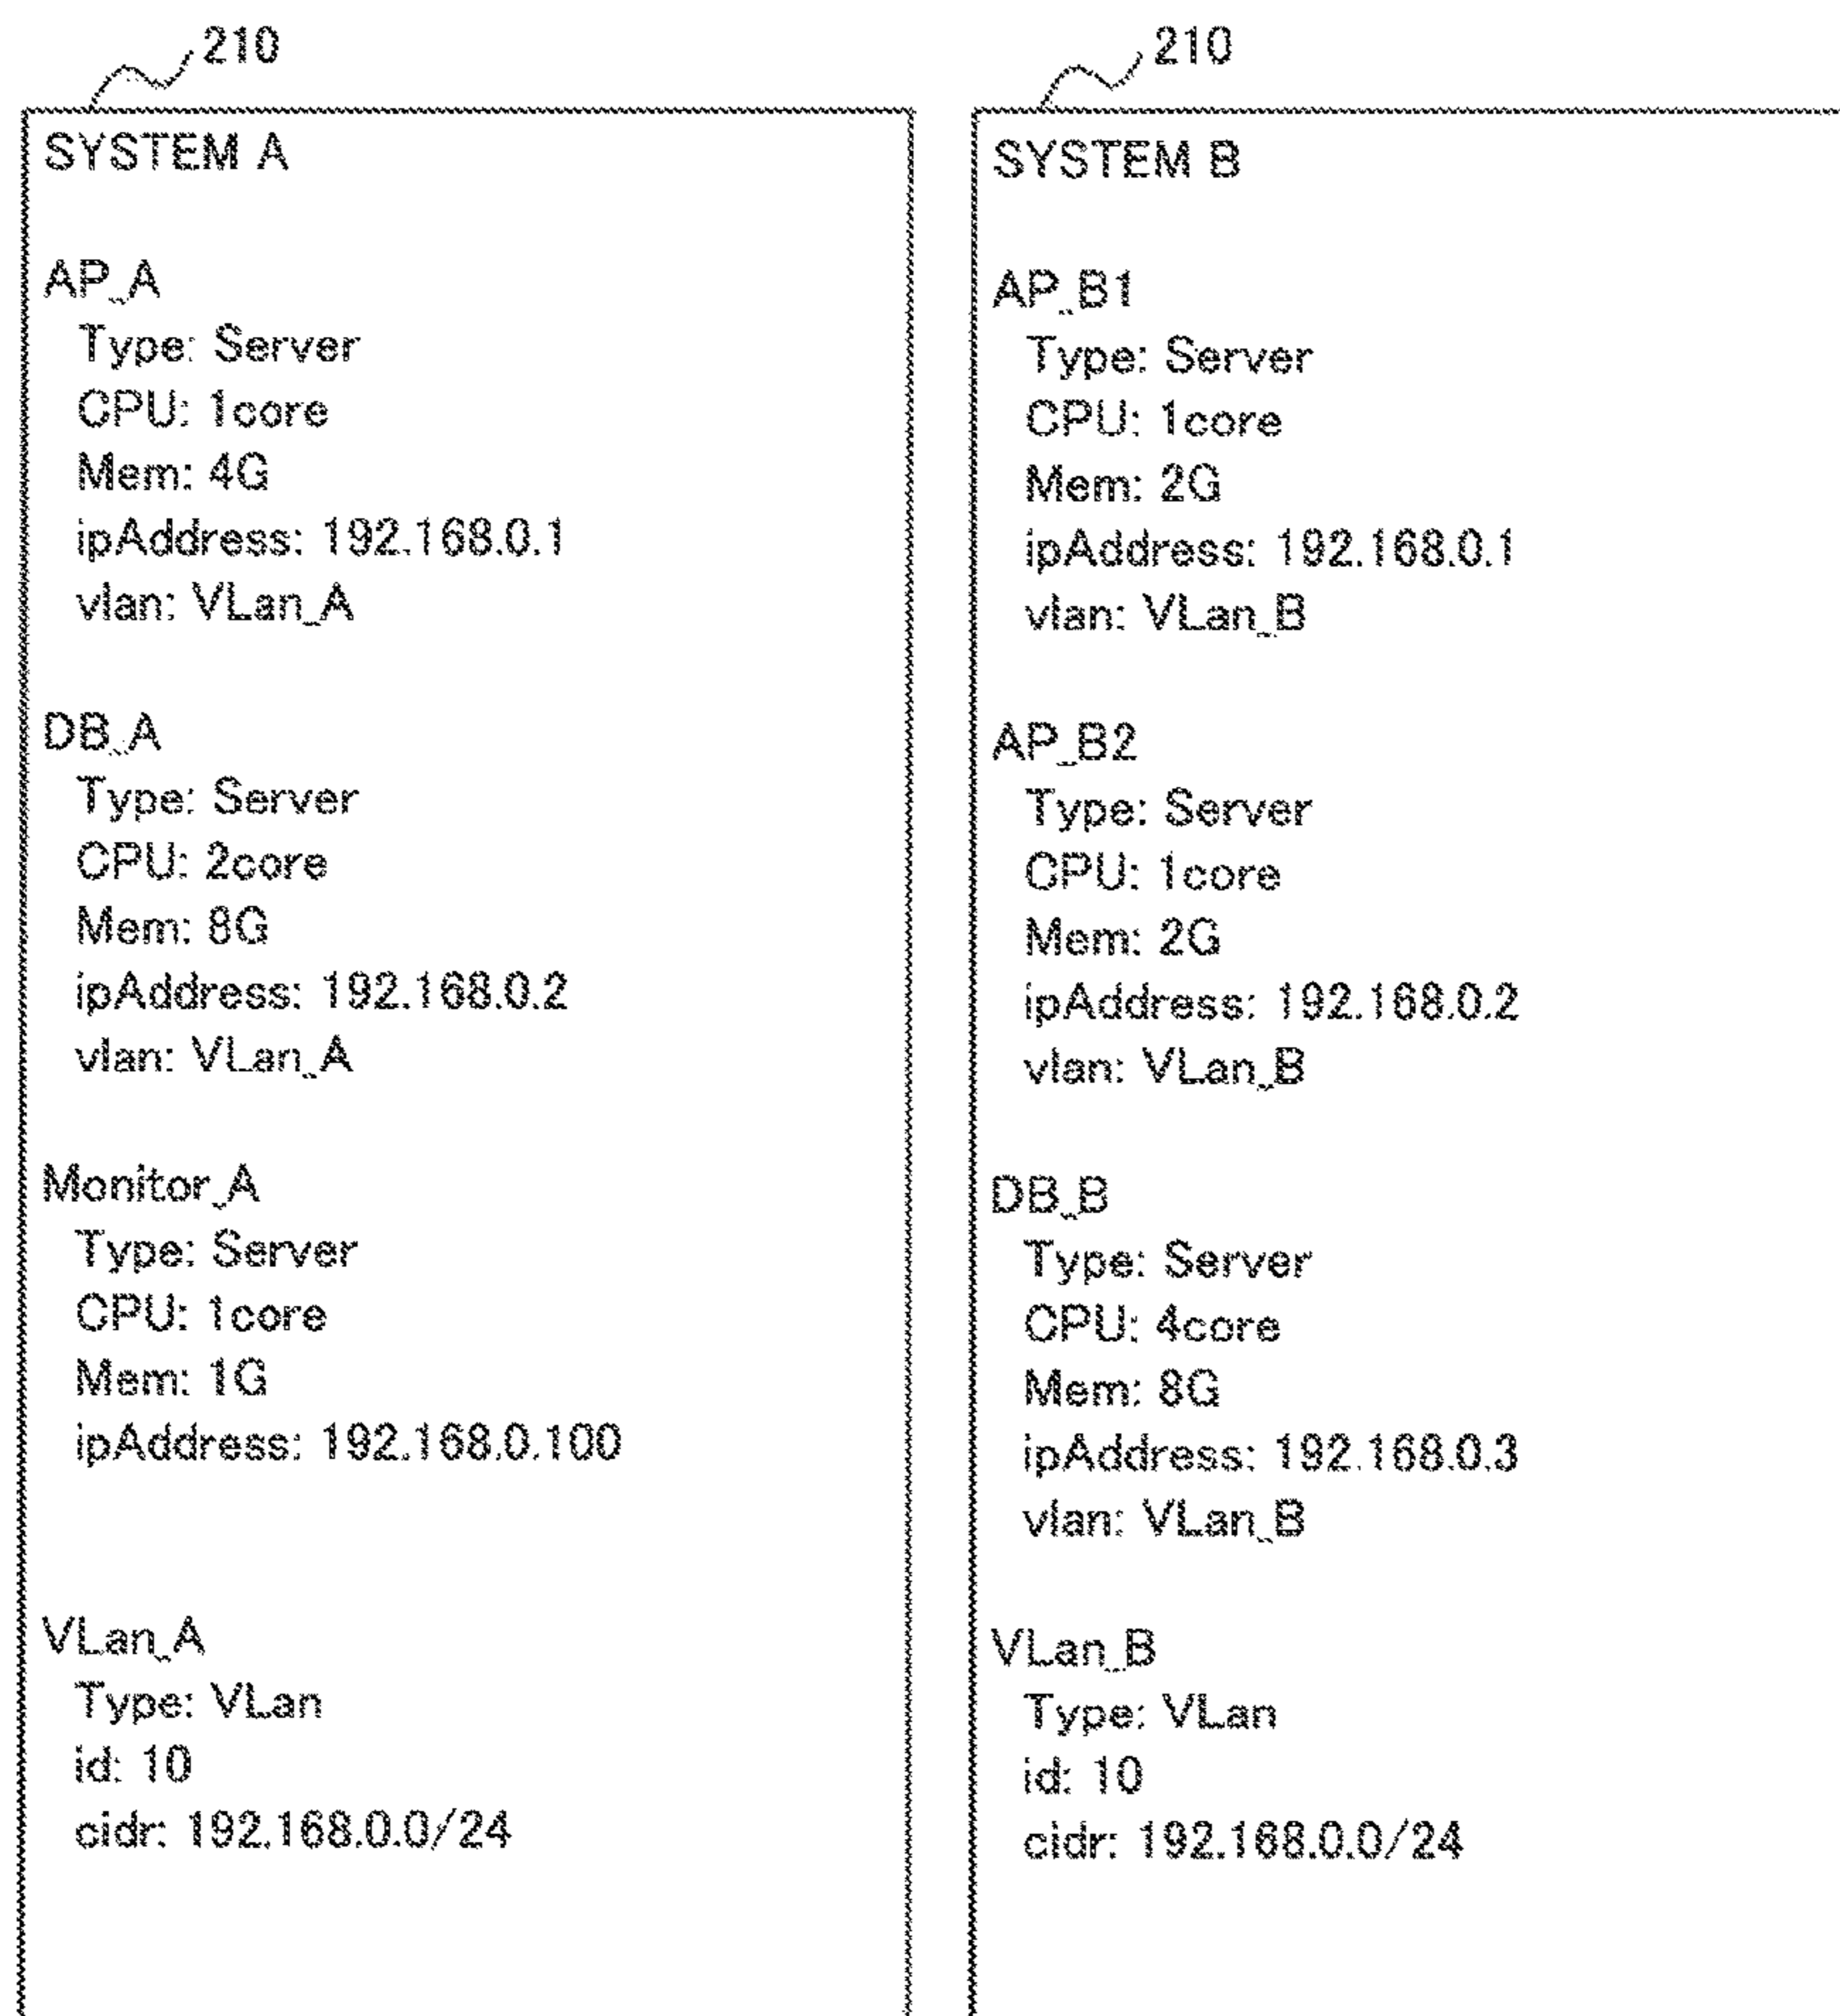 210
SYSTEM A
AP_A
Type: Server
CPU: 1core
Mem: 4G
ipAddress: 192.168.0.1
vlan: VLan_A
DB_A
Type: Server
CPU: 2core
Mem: 8G
ipAddress: 192.168.0.2
vlan: VLan_A
Monitor_A
Type: Server
CPU: 1core
Mem: 1G
ipAddress: 192.168.0.100
VLan_A
Type: VLan
id: 10
cidr: 192.168.0.0/24
210
SYSTEM B
AP_B1
Type: Server
CPU: 1core
Mem: 2G
ipAddress: 192.168.0.1
vlan: VLan_B
AP_B2
Type: Server
CPU: 1core
Mem: 2G
ipAddress: 192.168.0.2
vlan: VLan_B
DB_B
Type: Server
CPU: 4core
Mem: 8G
ipAddress: 192.168.0.3
vlan: VLan_B
VLan_B
Type: VLan
id: 10
cidr: 192.168.0.0/24